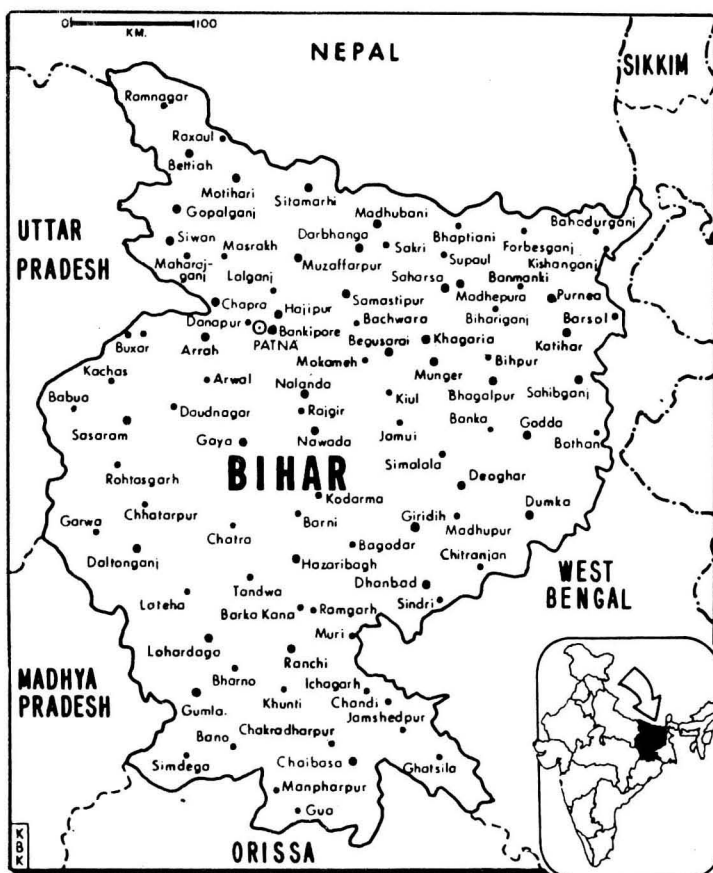 0 100
KM.
NEPAL
SIKKIM
Ramnagar
Raxaul
Bettiah
Motihari
Sitamarhi
Gopalganj
Madhubani
Bahadurganj
UTTAR
PRADESH
Siwan
Masrakh
Darbhanga
Sakri
Bhaptiani
Forbesganj
Kishanganj
Maharaj-
ganj
Lalganj
Muzaffarpur
Supaul
Saharsa
Banmanki
Chapra
Hajipur
Samastipur
Madhepura
Purnea
Danapur
Bankipore
Bachwara
Bihariganj
Barsol
PATNA
Buxar
Arrah
Begusarai
Khagaria
Katihar
Mokameh
Munger
Bihpur
Kachas
Arwal
Nalanda
Kiul
Bhagalpur
Sahibganj
Babua
Daudnagar
Rajgir
Banka
Godda
Sasaram
Gaya
Nawada
Jamui
Bothan
Simalala
Rohtasgarh
BIHAR
Deoghar
Kodarma
Chhatarpur
Barni
Giridih
Madhupur
Dumka
Garwa
Chatra
Bagodar
Chitranjan
Daltonganj
Hazaribagh
Dhanbad
WEST
BENGAL
Lateha
Tandwa
Sindri
Barka Kana
Ramgarh
Muri
Lohardaga
Ranchi
MADHYA
PRADESH
Bharno
Ichagarh
Khunti
Chandi
Gumla.
Jamshedpur
Bano
Chakradharpur
Simdega
Chaibasa
Ghatsila
Manpharpur
Gua
ORISSA
KBK